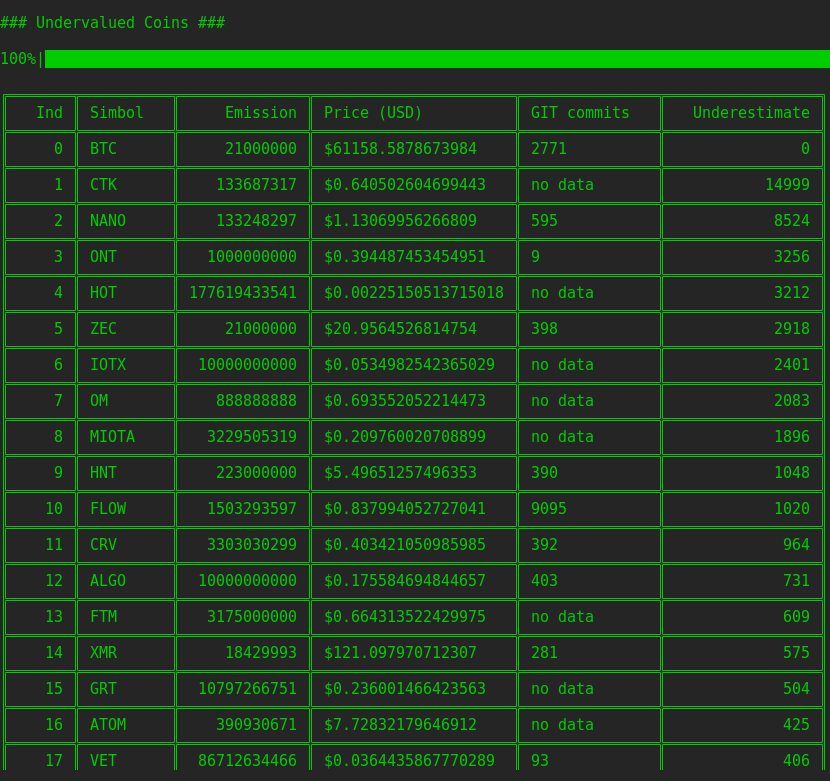 ### Undervalued Coins ###
100%|
Ind Simbol Emission Price (USD) GIT commits Underestimate
0 BTC 21000000 $61158.5878673984 2771 0
1 CTK 133687317 $0.640502604699443 no data 14999
2 NANO 133248297 $1.13069956266809 595 8524
3 ONT 1000000000 $0.394487453454951 9 3256
4 HOT 177619433541 $0.00225150513715018 no data 3212
5 ZEC 21000000 $20.9564526814754 398 2918
6 IOTX 10000000000 $0.0534982542365029 no data 2401
7 OM 888888888 $0.693552052214473 no data 2083
8 MIOTA 3229505319 $0.209760020708899 no data 1896
9 HNT 223000000 $5.49651257496353 390 1048
10 FLOW 1503293597 $0.837994052727041 9095 1020
11 CRV 3303030299 $0.403421050985985 392 964
12 ALGO 10000000000 $0.175584694844657 403 731
13 FTM 3175000000 $0.664313522429975 no data 609
14 XMR 18429993 $121.097970712307 281 575
15 GRT 10797266751 $0.236001466423563 no data 504
16 ATOM 390930671 $7.72832179646912 no data 425
17 VET 86712634466 $0.0364435867770289 93 406